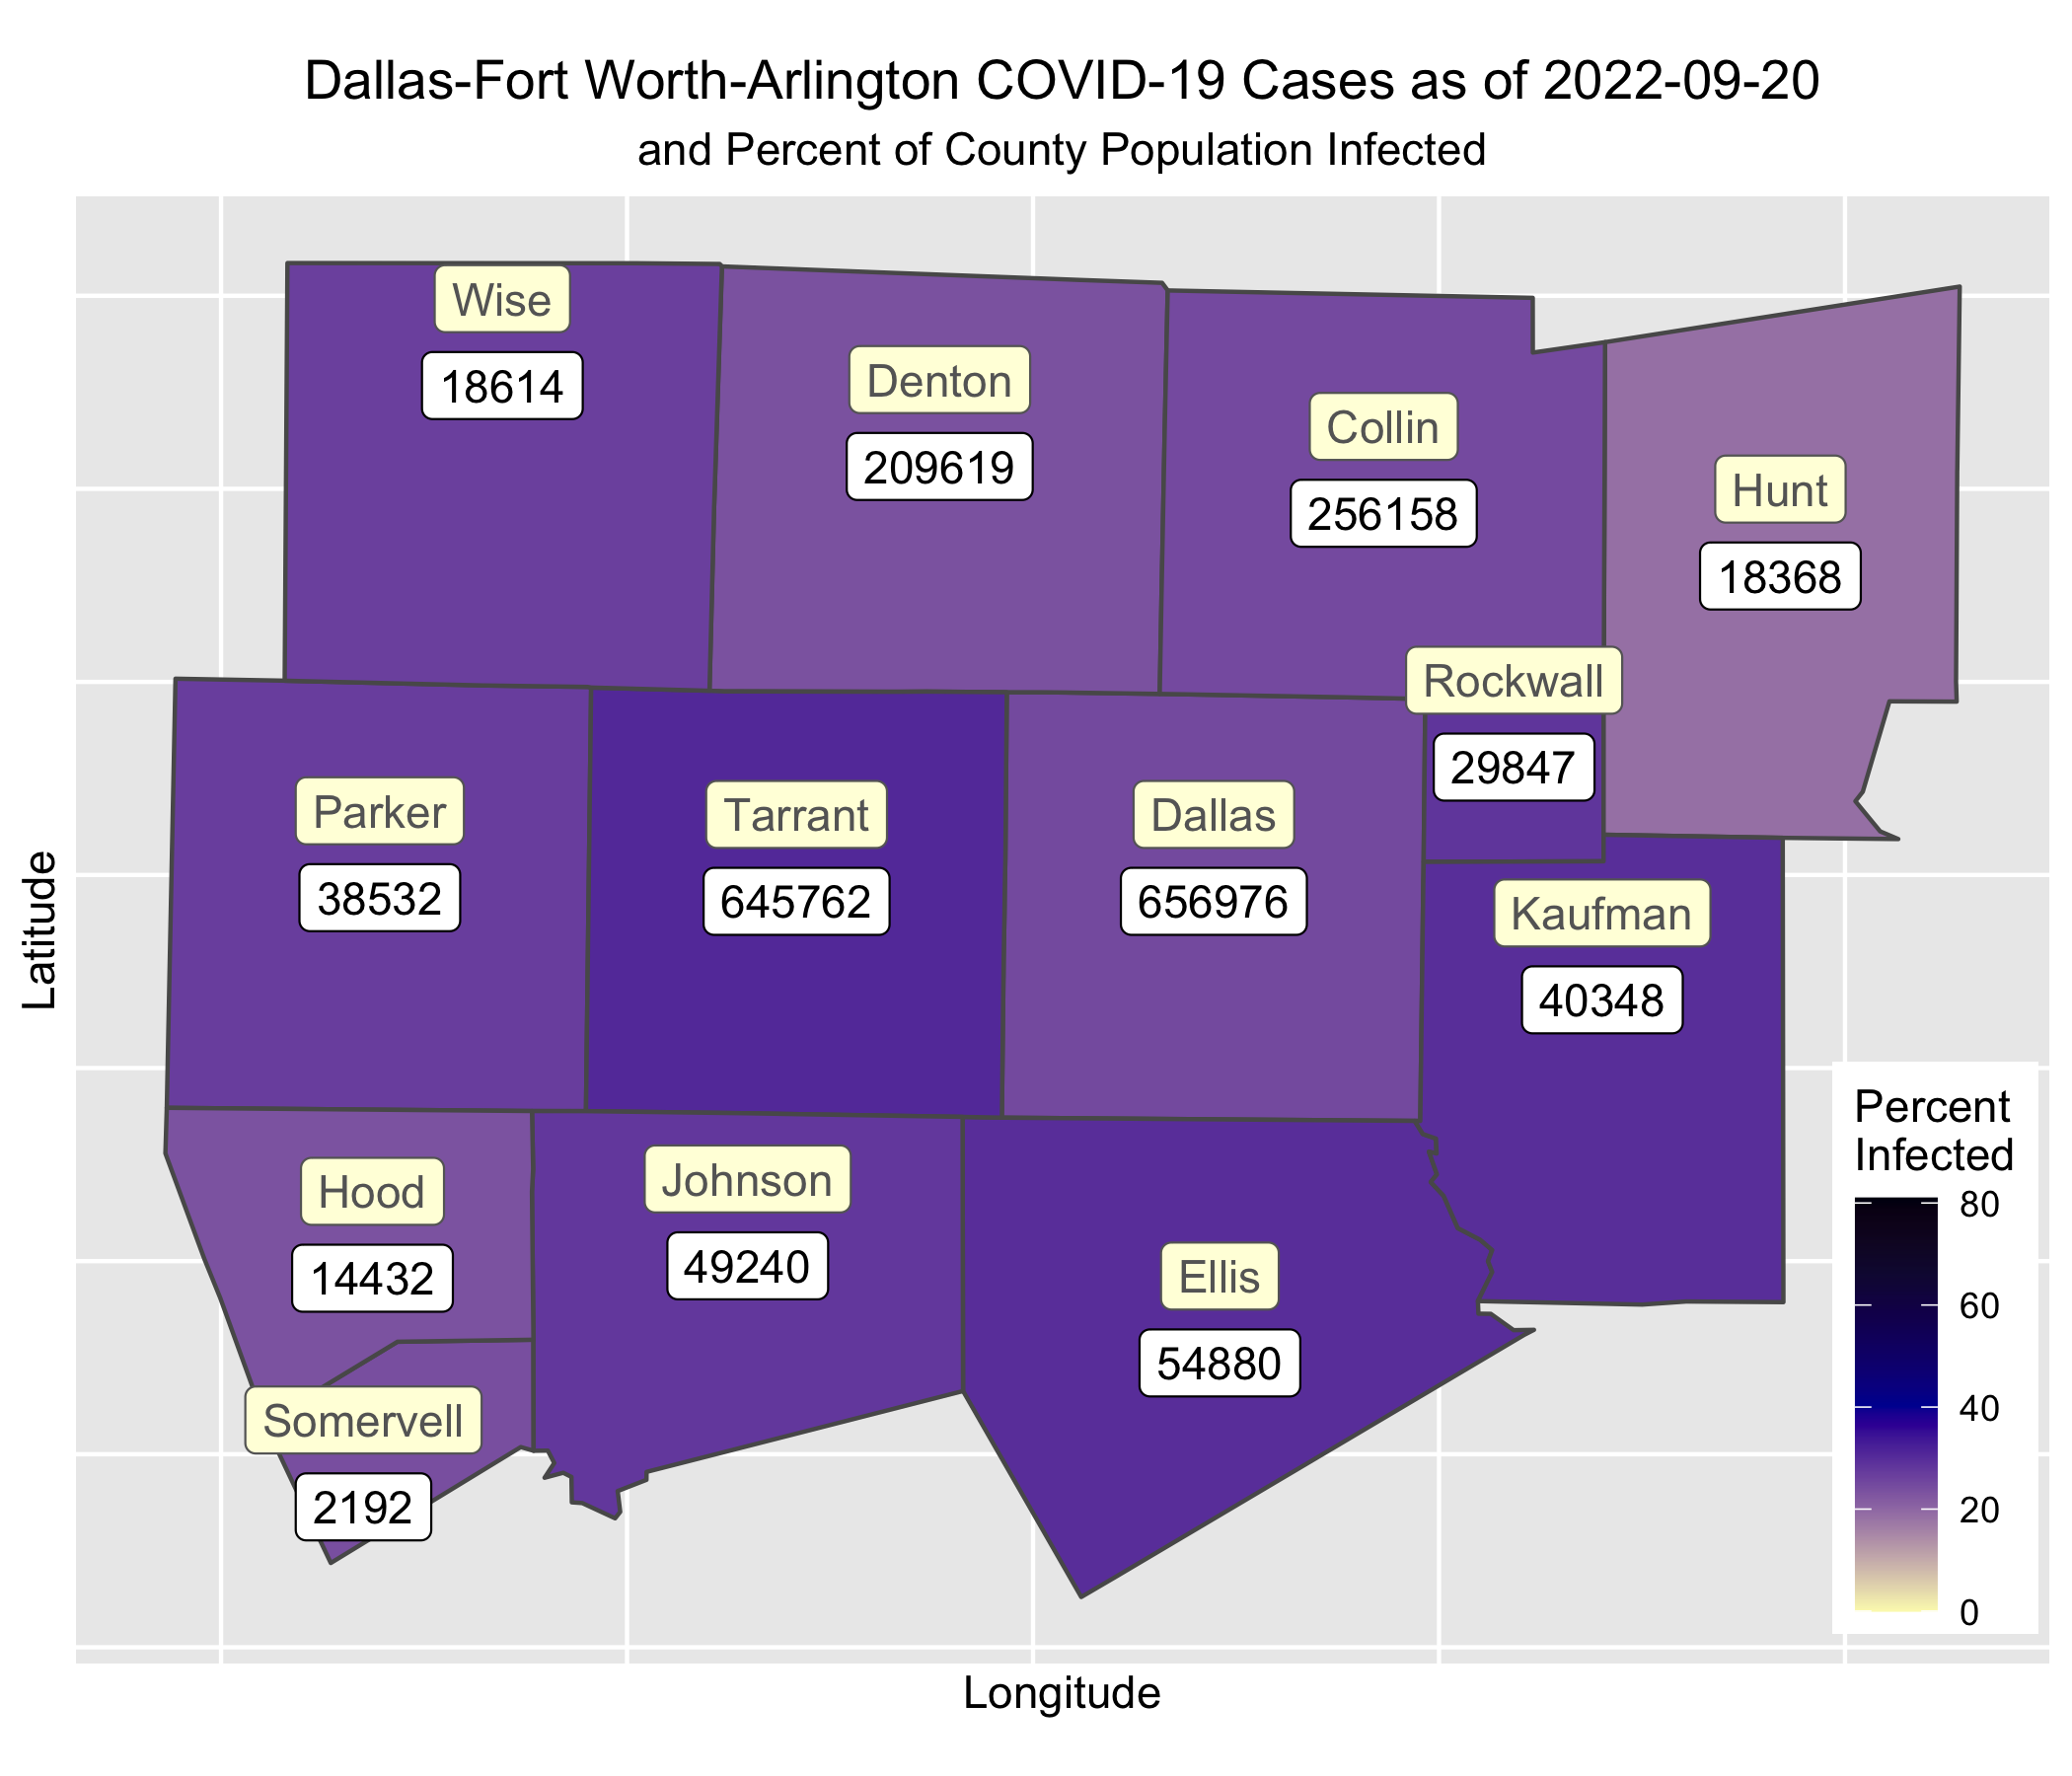 Dallas-Fort Worth-Arlington COVID-19 Cases as of 2022-09-20
and Percent of County Population Infected
Wise
18614
Denton
209619
Collin
256158
Hunt
18368
Rockwall
29847
Parker
38532
Tarrant
645762
Dallas
656976
Kaufman
40348
Hood
14432
Johnson
49240
Ellis
54880
Somervell
2192
Latitude
Longitude
Percent
Infected
80
60
40
20
0